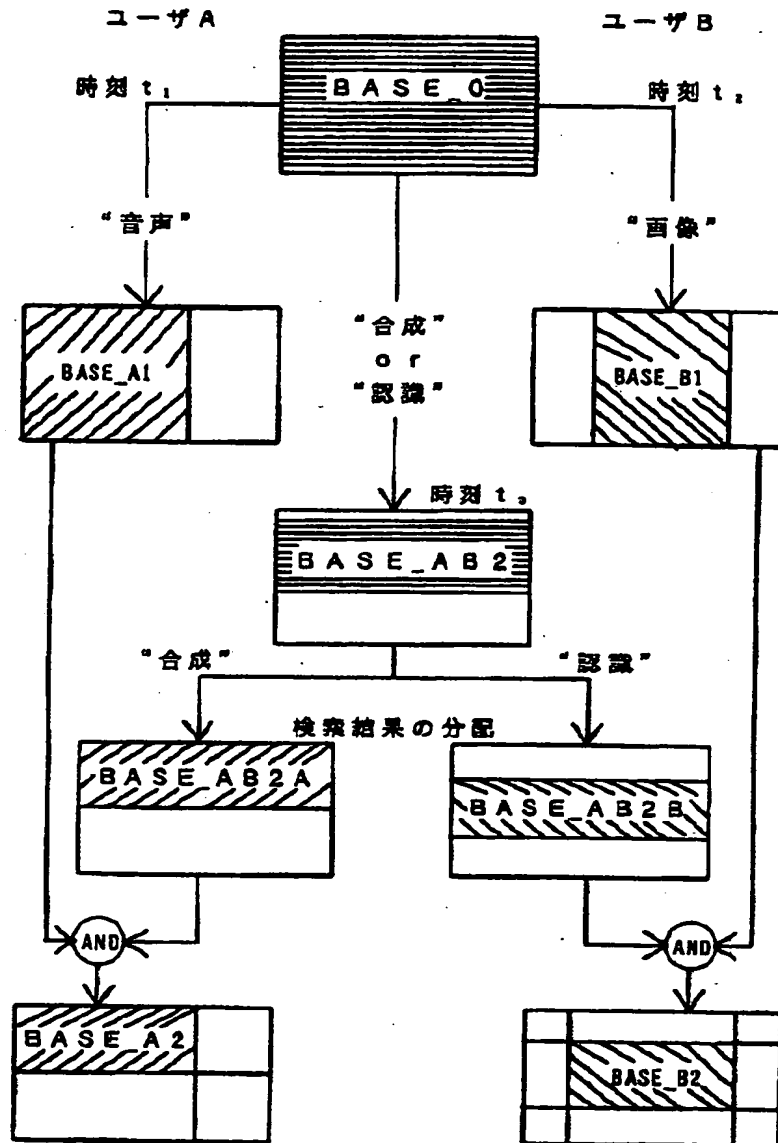 ユーザA
ユーザB
時刻 t₁
BASE_0
時刻 t₂
“音声”
“画像”
“合成”
or
“認識”
BASE_A1
BASE_B1
時刻 t₃
BASE_AB2
“合成”
“認識”
検索結果の分配
BASE_AB2A
BASE_AB2B
AND
AND
BASE_A2
BASE_B2